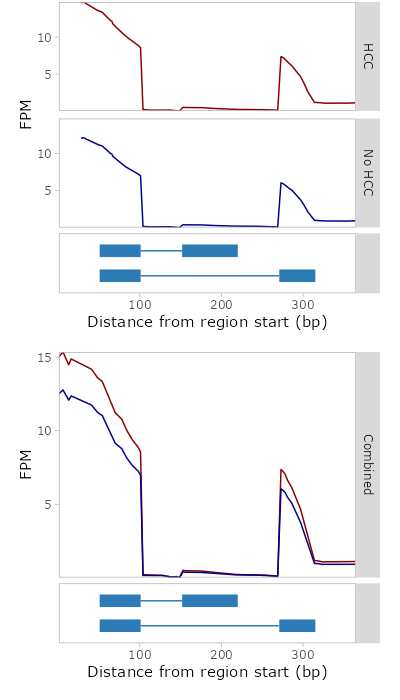 HCC
10
5
FPM
No HCC
10
5
100 200 300
Distance from region start (bp)
15
10
5
FPM
Combined
100 200 300
Distance from region start (bp)